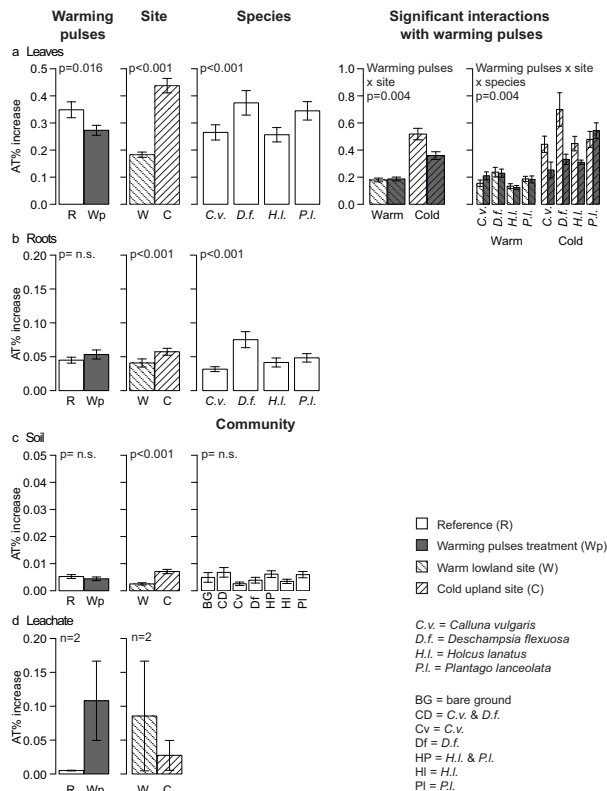 Warming pulses
Site
Species
Significant interactions with warming pulses
a Leaves
AT% increase
0.5
0.4
0.3
0.2
0.1
0.0
p=0.016
R Wp
p<0.001
W C
p<0.001
C.v. D.f. H.l. P.l.
1.0
0.8
0.6
0.4
0.2
0.0
Warming pulses
x site
p=0.004
Warm Cold
Warming pulses x site
x species
p=0.004
C.v. D.f. H.l. P.l. C.v. D.f. H.l. P.l.
Warm Cold
b Roots
AT% increase
0.20
0.15
0.10
0.05
0.00
p= n.s.
R Wp
p<0.001
W C
p<0.001
C.v. D.f. H.l. P.l.
Community
c Soil
AT% increase
0.05
0.04
0.03
0.02
0.01
0.00
p= n.s.
R Wp
p<0.001
W C
p= n.s.
BG CD Cv Df HP Hl Pl
d Leachate
AT% increase
0.20
0.15
0.10
0.05
0.00
n=2
R Wp
n=2
W C
Reference (R)
Warming pulses treatment (Wp)
Warm lowland site (W)
Cold upland site (C)
C.v. = Calluna vulgaris
D.f. = Deschampsia flexuosa
H.l. = Holcus lanatus
P.l. = Plantago lanceolata
BG = bare ground
CD = C.v. & D.f.
Cv = C.v.
Df = D.f.
HP = H.l. & P.l.
Hl = H.l.
Pl = P.l.